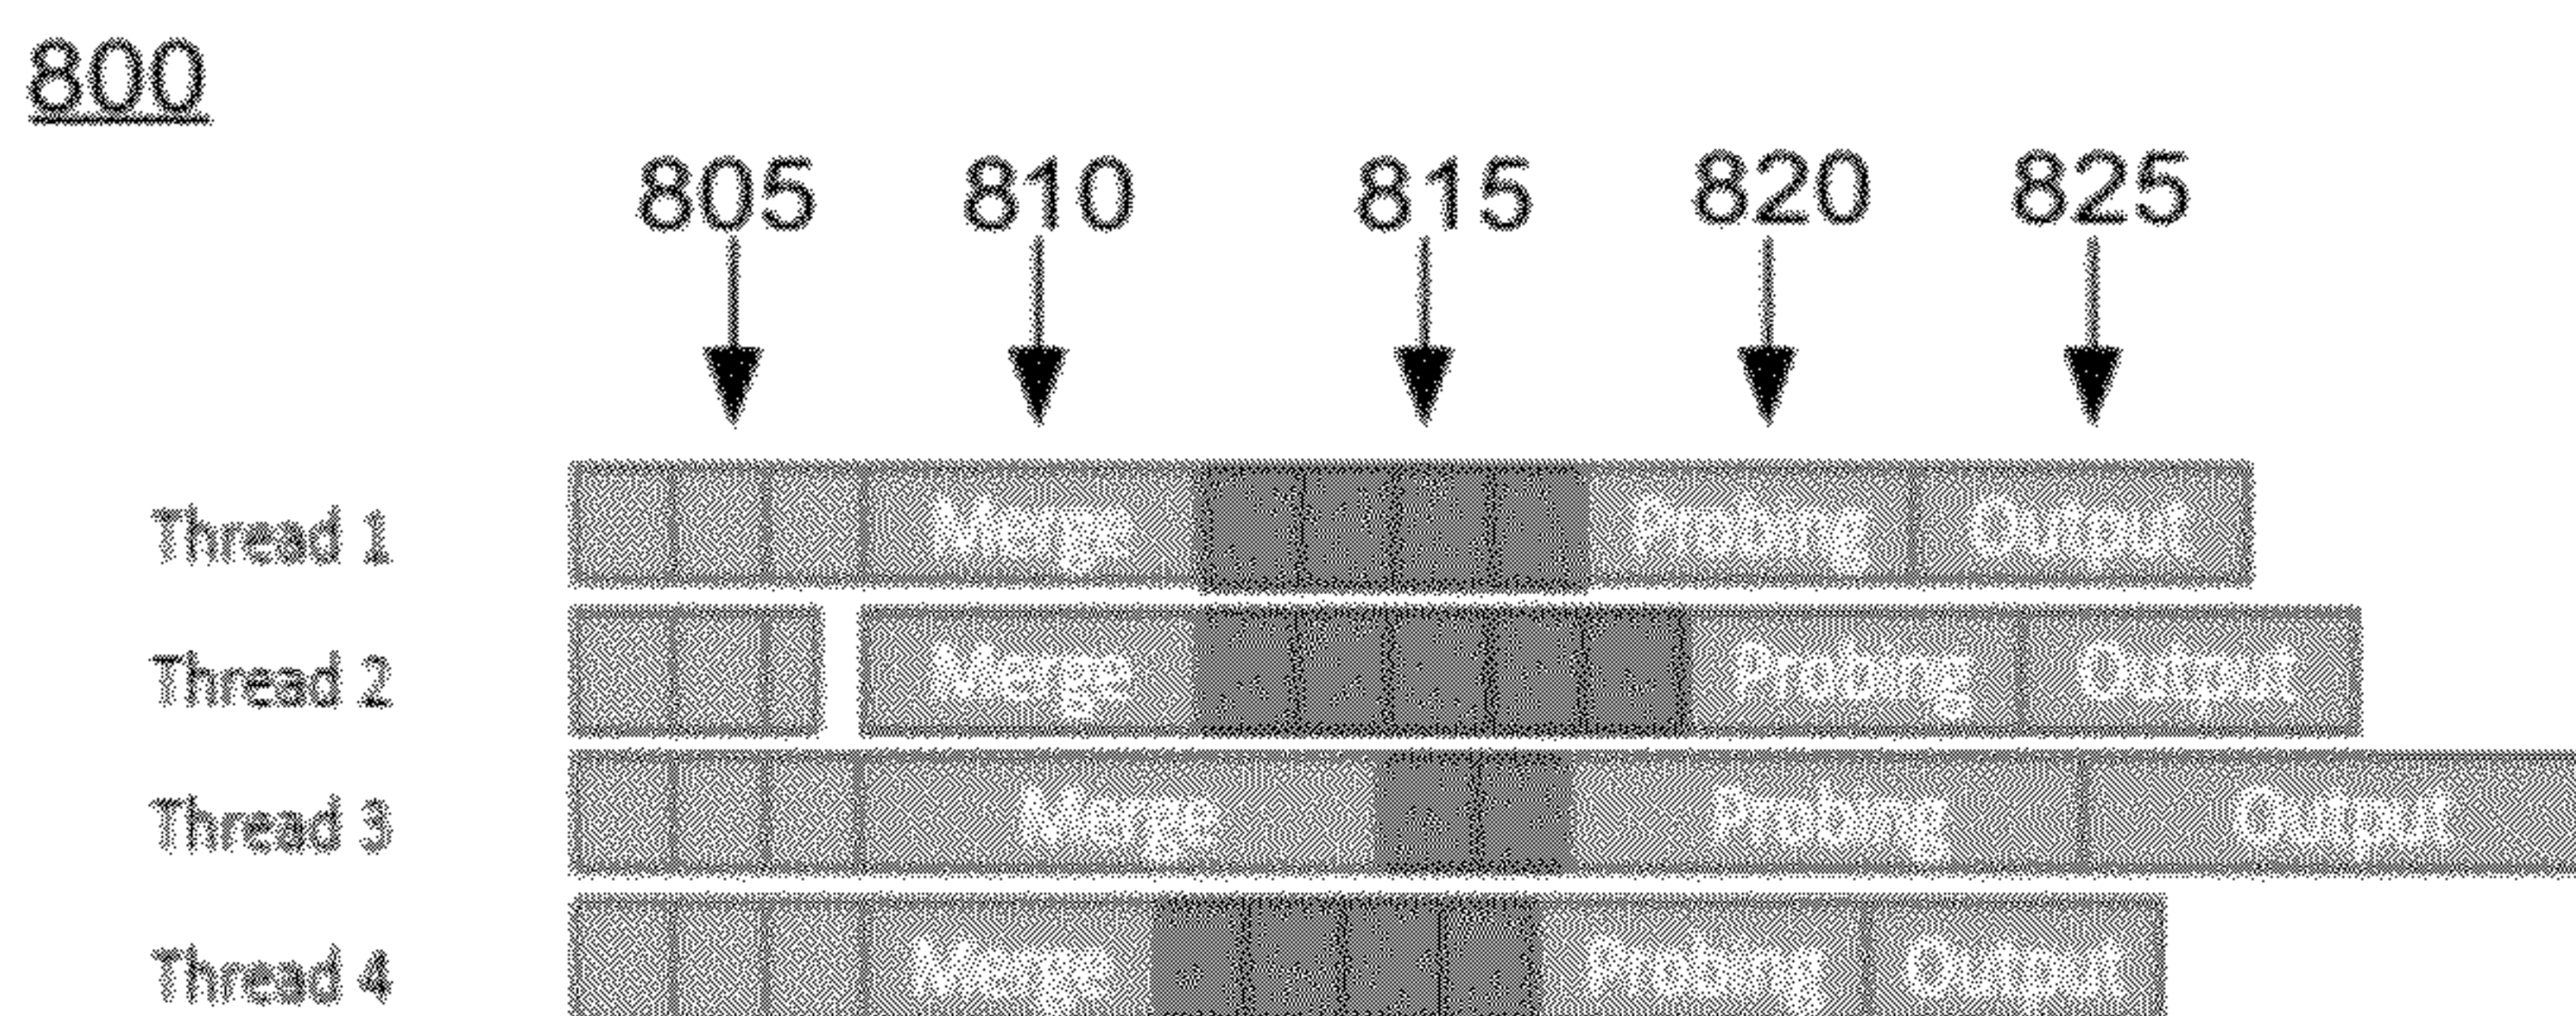 800
805 810 815 820 825
Thread 1 Merge Probing Output
Thread 2 Merge Probing Output
Thread 3 Merge Probing Output
Thread 4 Merge Probing Output